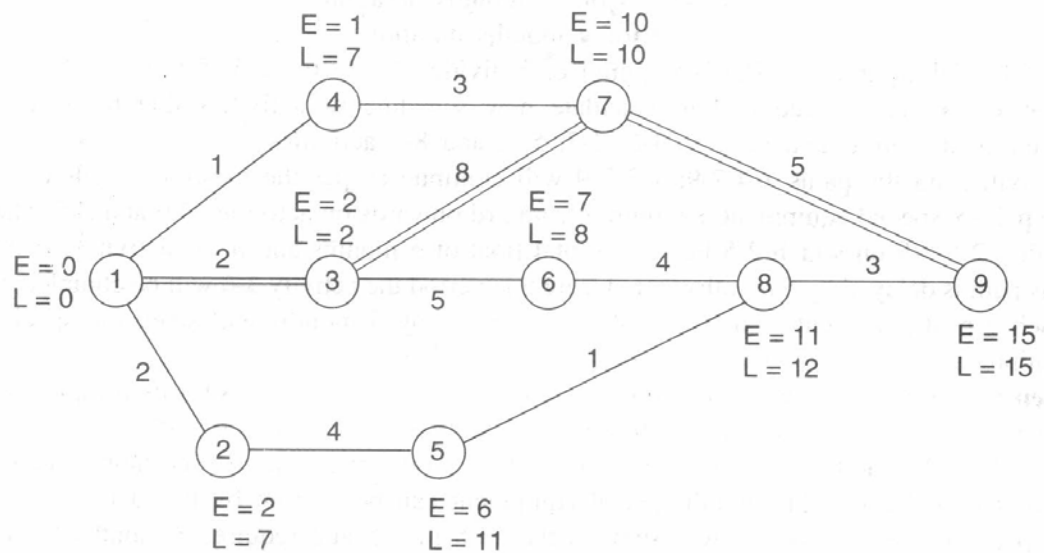 E = 1
L = 7
E = 10
L = 10
4
3
7
1
8
5
E = 2
L = 2
E = 7
L = 8
E = 0
L = 0
1
2
3
5
6
4
8
3
9
2
1
E = 11
L = 12
E = 15
L = 15
2
4
5
E = 2
L = 7
E = 6
L = 11